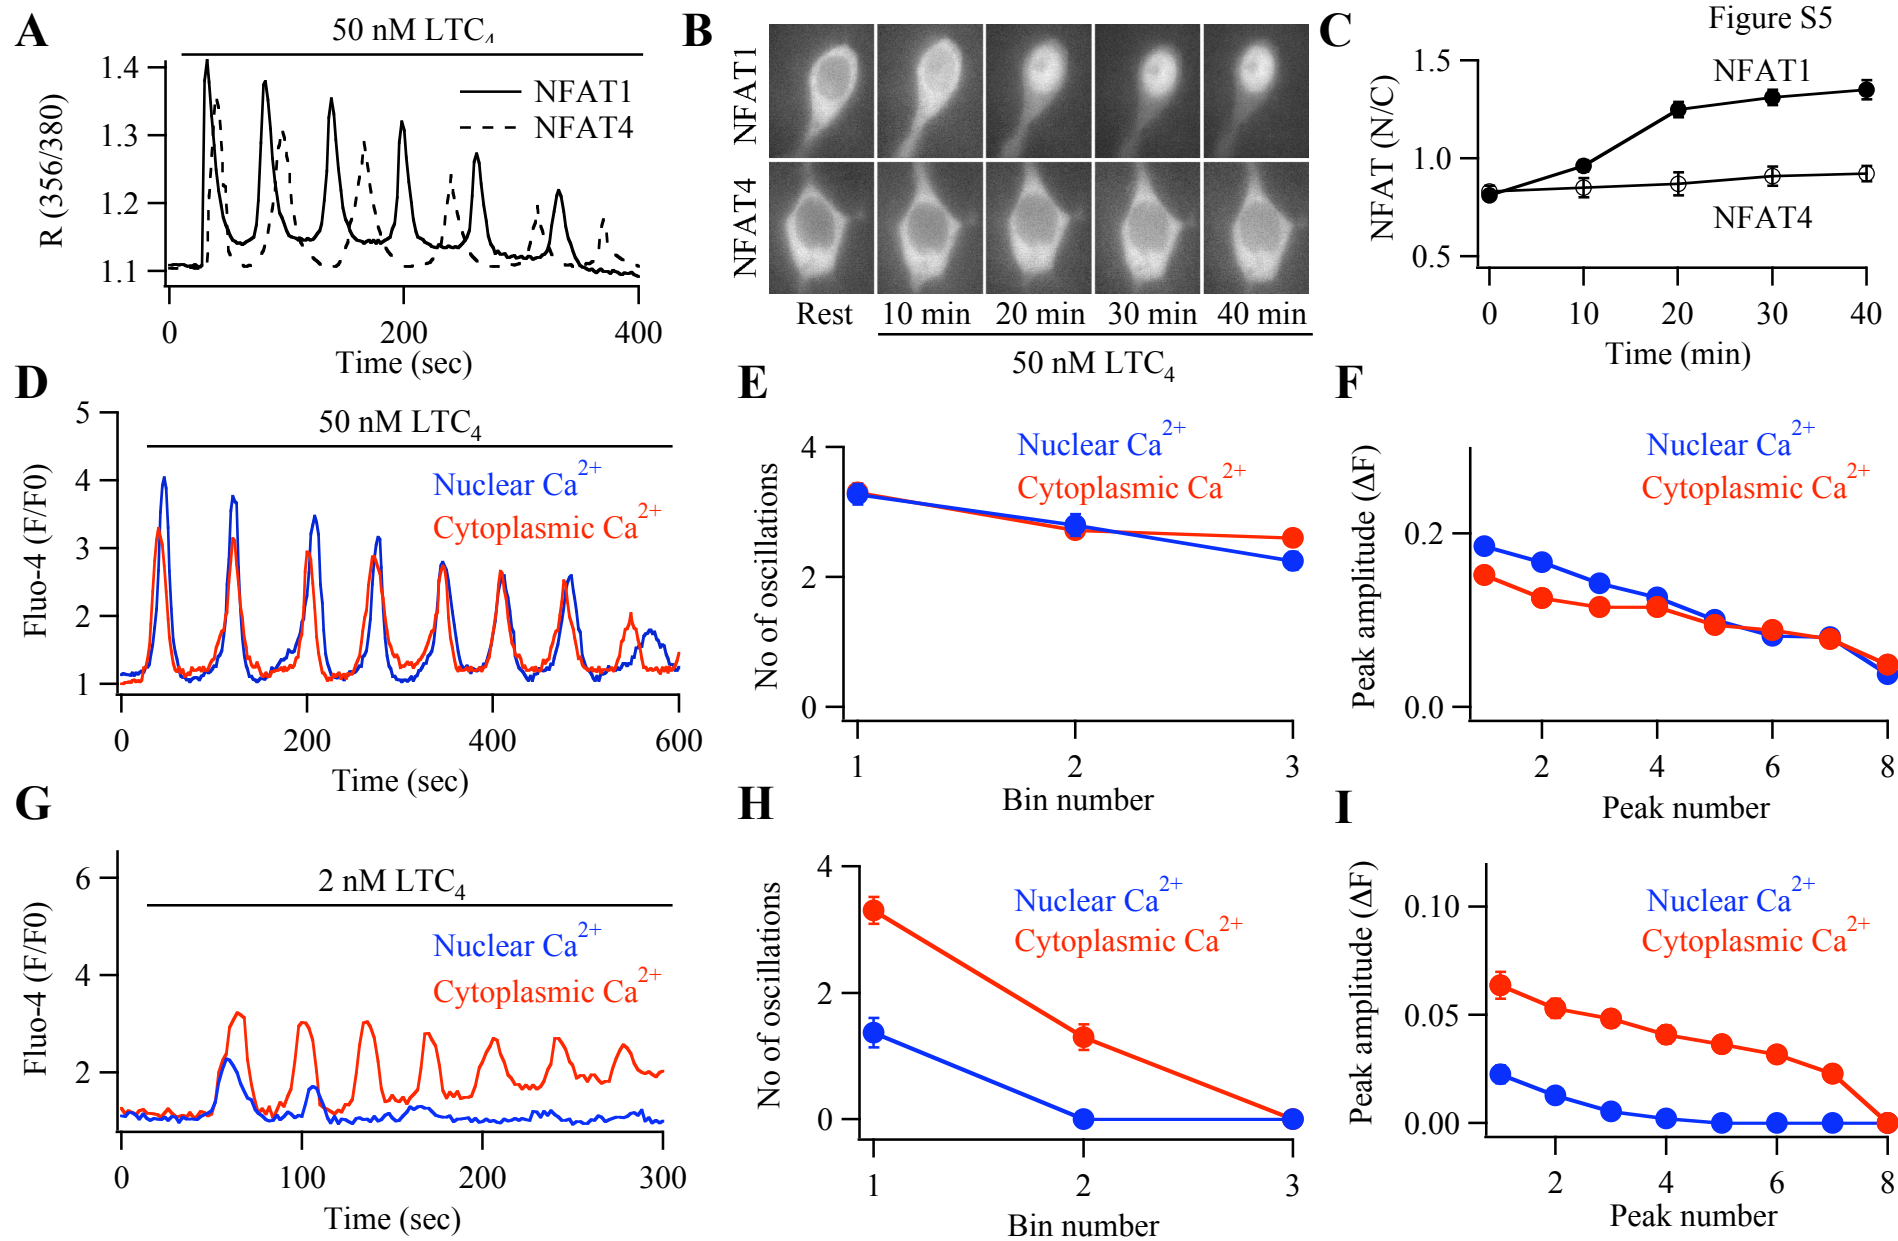 Figure S5
A
50 nM LTC4
1.4
1.3
1.2
1.1
R (356/380)
NFAT1
NFAT4
0
200
400
Time (sec)
B
NFAT1
NFAT4
Rest
10 min
20 min
30 min
40 min
50 nM LTC4
C
1.5
1.0
0.5
NFAT (N/C)
NFAT1
NFAT4
0
10
20
30
40
Time (min)
D
50 nM LTC4
5
4
3
2
1
Fluo-4 (F/F0)
Nuclear Ca2+
Cytoplasmic Ca2+
0
200
400
600
Time (sec)
E
4
2
0
No of oscillations
Nuclear Ca2+
Cytoplasmic Ca2+
1
2
3
Bin number
F
0.2
0.0
Peak amplitude (ΔF)
Nuclear Ca2+
Cytoplasmic Ca2+
2
4
6
8
Peak number
G
2 nM LTC4
6
4
2
Fluo-4 (F/F0)
Nuclear Ca2+
Cytoplasmic Ca2+
0
100
200
300
Time (sec)
H
4
2
0
No of oscillations
Nuclear Ca2+
Cytoplasmic Ca2+
1
2
3
Bin number
I
0.10
0.05
0.00
Peak amplitude (ΔF)
Nuclear Ca2+
Cytoplasmic Ca2+
2
4
6
8
Peak number